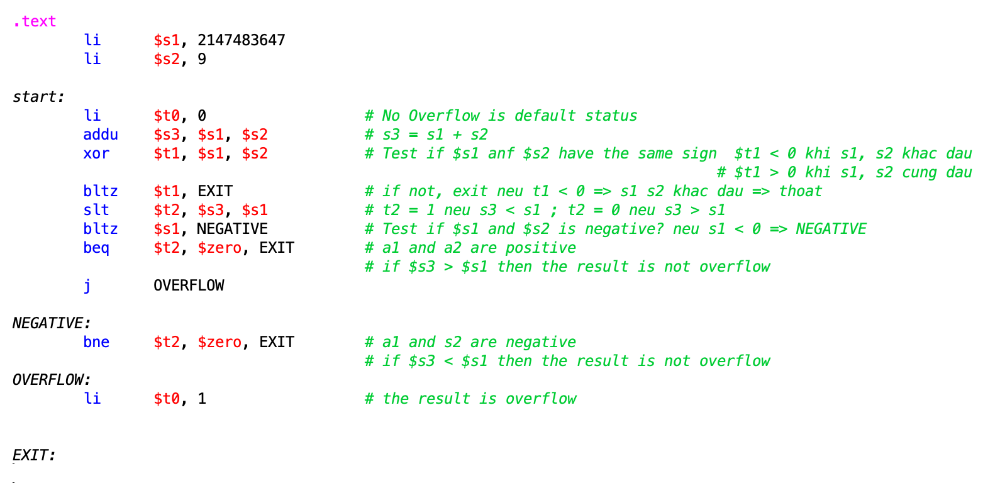 .text
li $s1, 2147483647
li $s2, 9
start:
li $t0, 0 # No Overflow is default status
addu $s3, $s1, $s2 # s3 = s1 + s2
xor $t1, $s1, $s2 # Test if $s1 anf $s2 have the same sign $t1 < 0 khi s1, s2 khac dau
# $t1 > 0 khi s1, s2 cung dau
bltz $t1, EXIT # if not, exit neu t1 < 0 => s1 s2 khac dau => thoat
slt $t2, $s3, $s1 # t2 = 1 neu s3 < s1 ; t2 = 0 neu s3 > s1
bltz $s1, NEGATIVE # Test if $s1 and $s2 is negative? neu s1 < 0 => NEGATIVE
beq $t2, $zero, EXIT # a1 and a2 are positive
# if $s3 > $s1 then the result is not overflow
j OVERFLOW
NEGATIVE:
bne $t2, $zero, EXIT # a1 and s2 are negative
# if $s3 < $s1 then the result is not overflow
OVERFLOW:
li $t0, 1 # the result is overflow
EXIT: